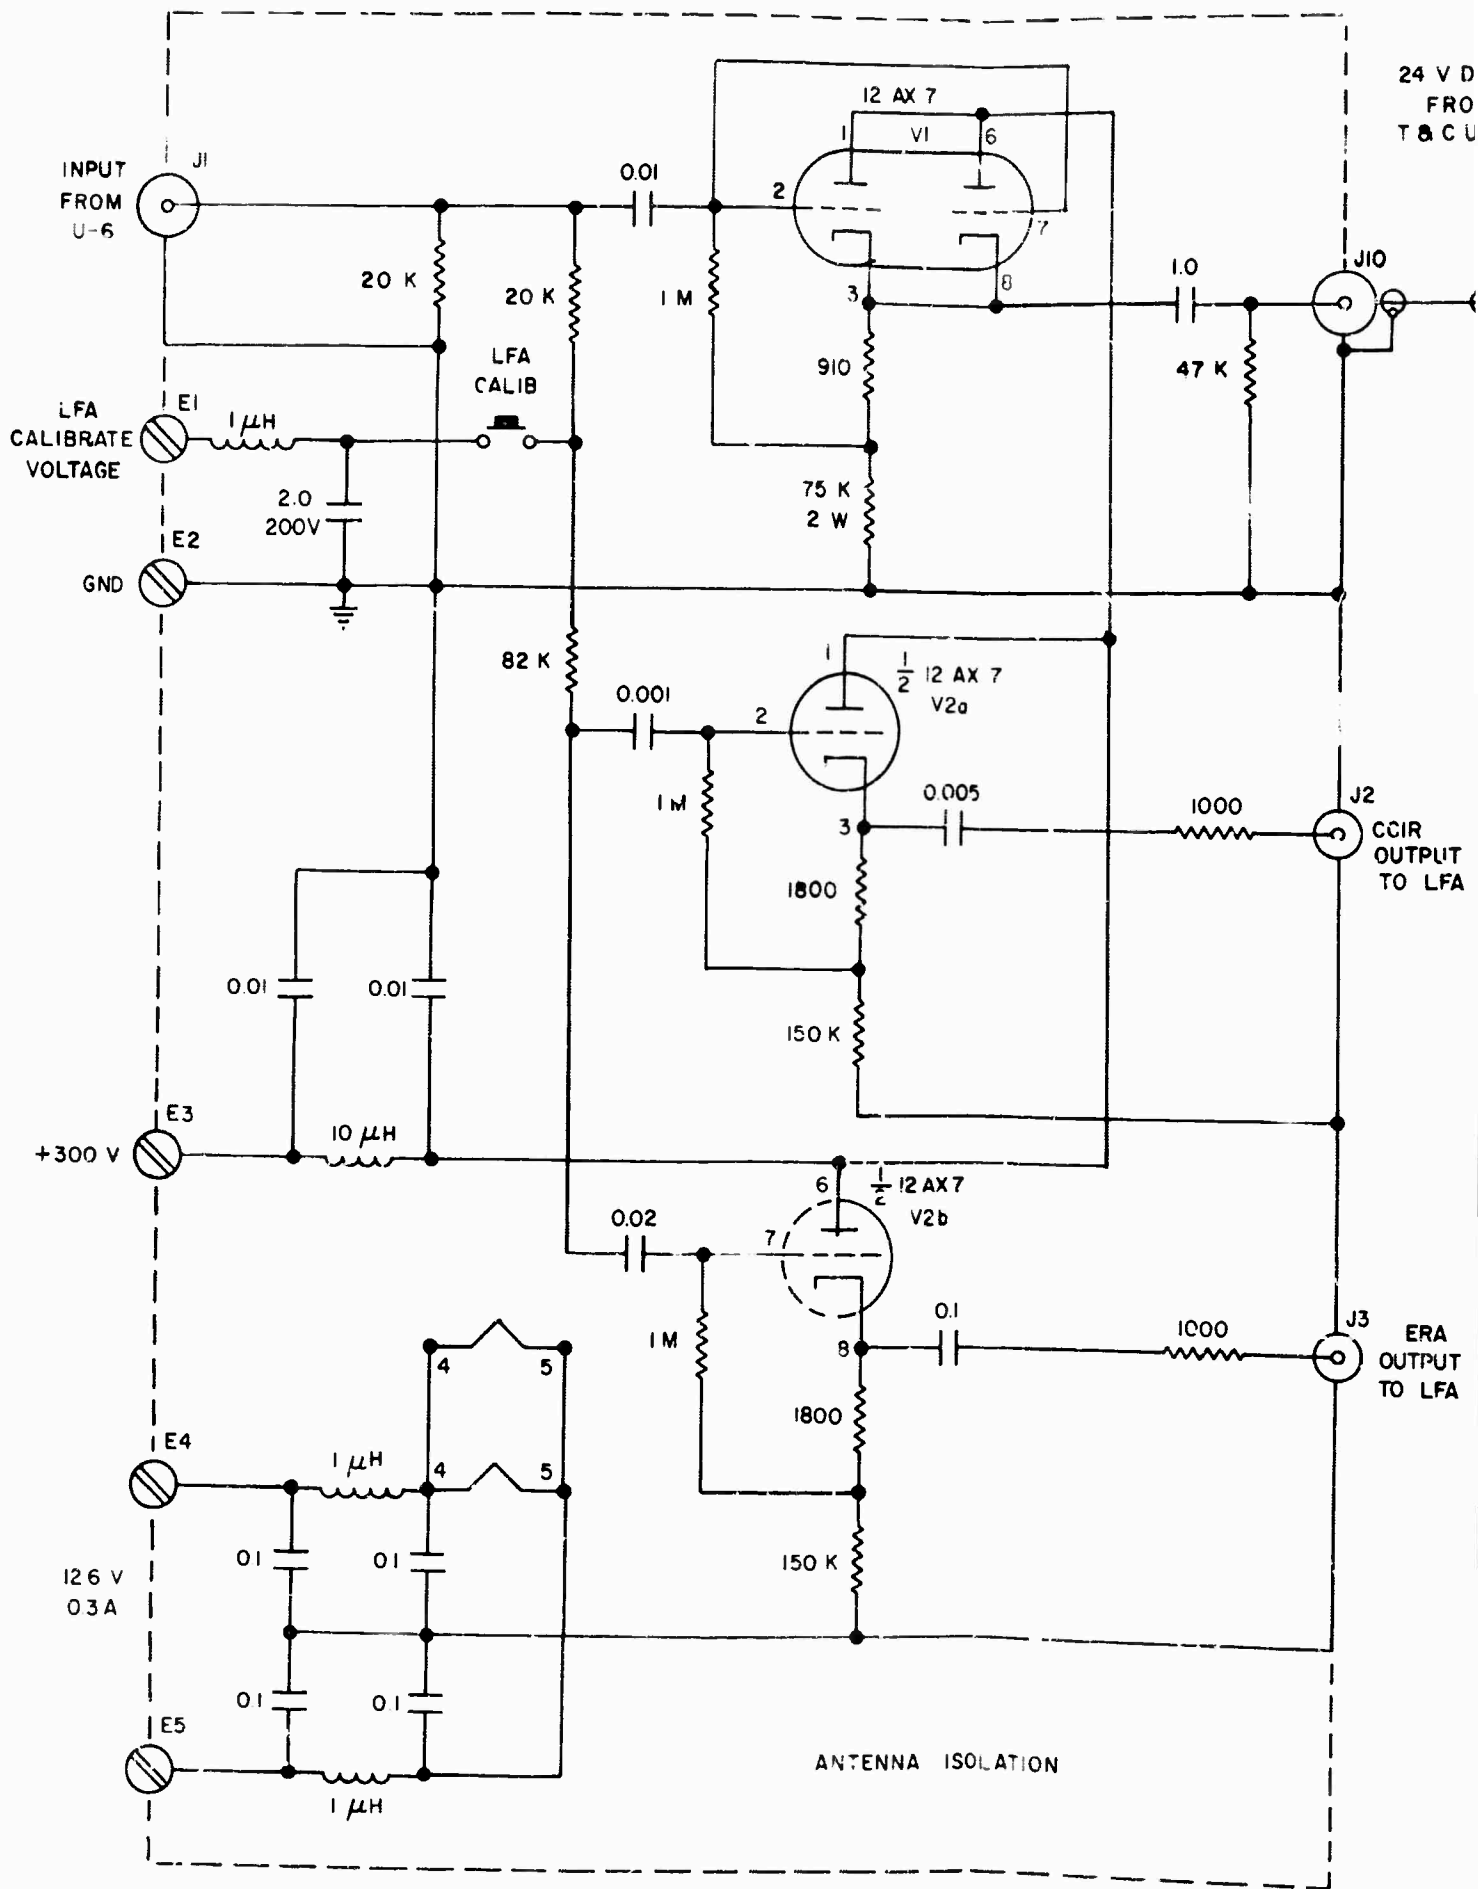 24 V D
FRO
T & C U
12 AX 7
1
V1
6
J1
INPUT
FROM
U-6
0.01
2
7
20 K
20 K
1 M
3
8
1.0
J10
LFA
CALIB
910
47 K
E1
LFA
CALIBRATE
VOLTAGE
1 μH
2.0
200V
75 K
2 W
E2
GND
82 K
1
1/2 12 AX 7
V2a
0.001
2
1 M
0.005
1000
J2
3
CCIR
OUTPUT
TO LFA
1800
0.01
0.01
150 K
E3
+300 V
10 μH
6
1/2 12 AX 7
V2b
0.02
7
1 M
0.1
1000
J3
8
ERA
OUTPUT
TO LFA
4
5
1800
E4
1 μH
4
5
0.1
0.1
150 K
12.6 V
0.3 A
0.1
0.1
E5
1 μH
ANTENNA ISOLATION